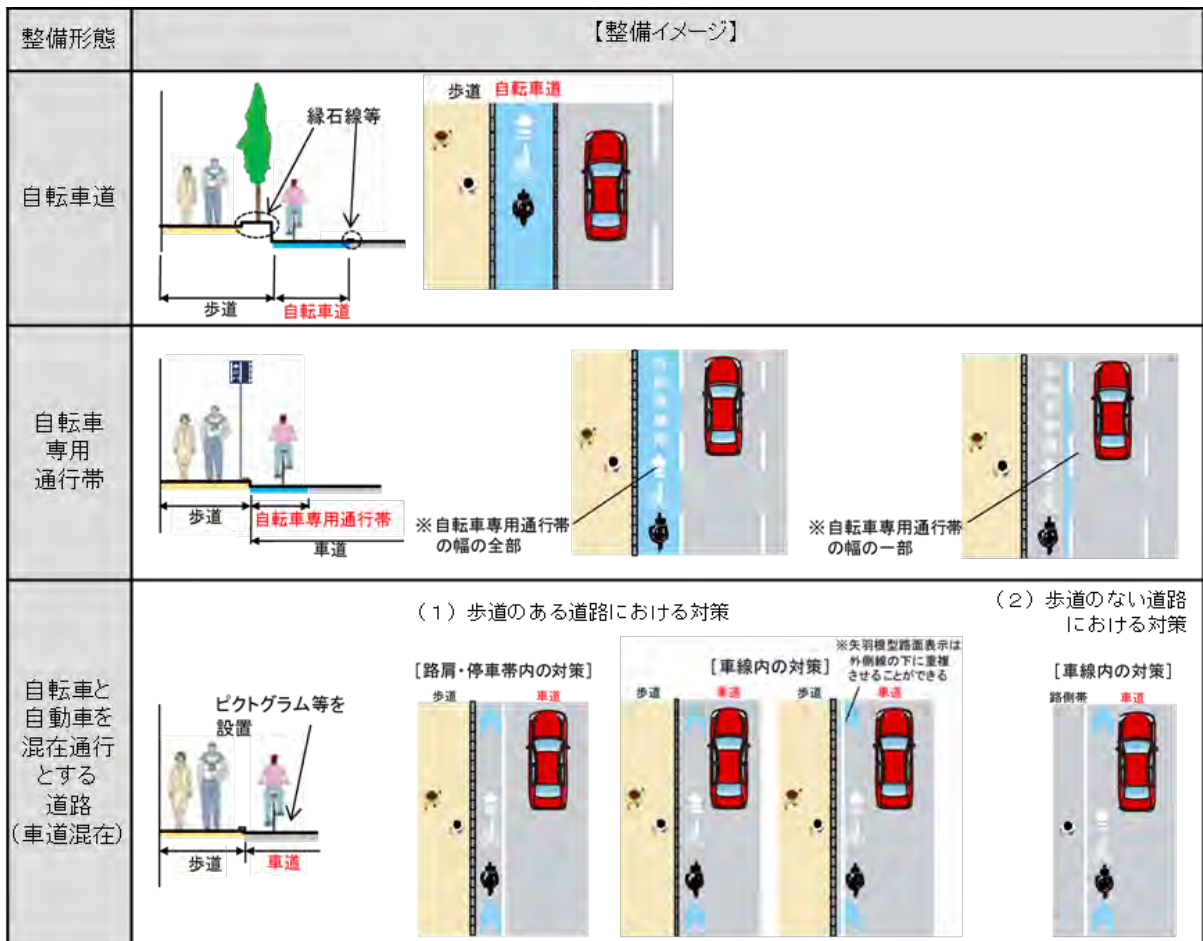 整備形態
【整備イメージ】
自転車道
縁石線等
歩道
自転車道
歩道 自転車道
自転車
専用
通行帯
歩道
自転車専用通行帯
車道
※自転車専用通行帯
の幅の全部
※自転車専用通行帯
の幅の一部
自転車と
自動車を
混在通行
とする
道路
(車道混在)
ピクトグラム等を
設置
歩道
車道
(1)歩道のある道路における対策
[路肩・停車帯内の対策]
歩道
車道
[車線内の対策]
※矢羽根型路面表示は
外側線の下に重複
させることができる
歩道
車道
歩道
車道
(2)歩道のない道路
における対策
[車線内の対策]
路側帯
車道